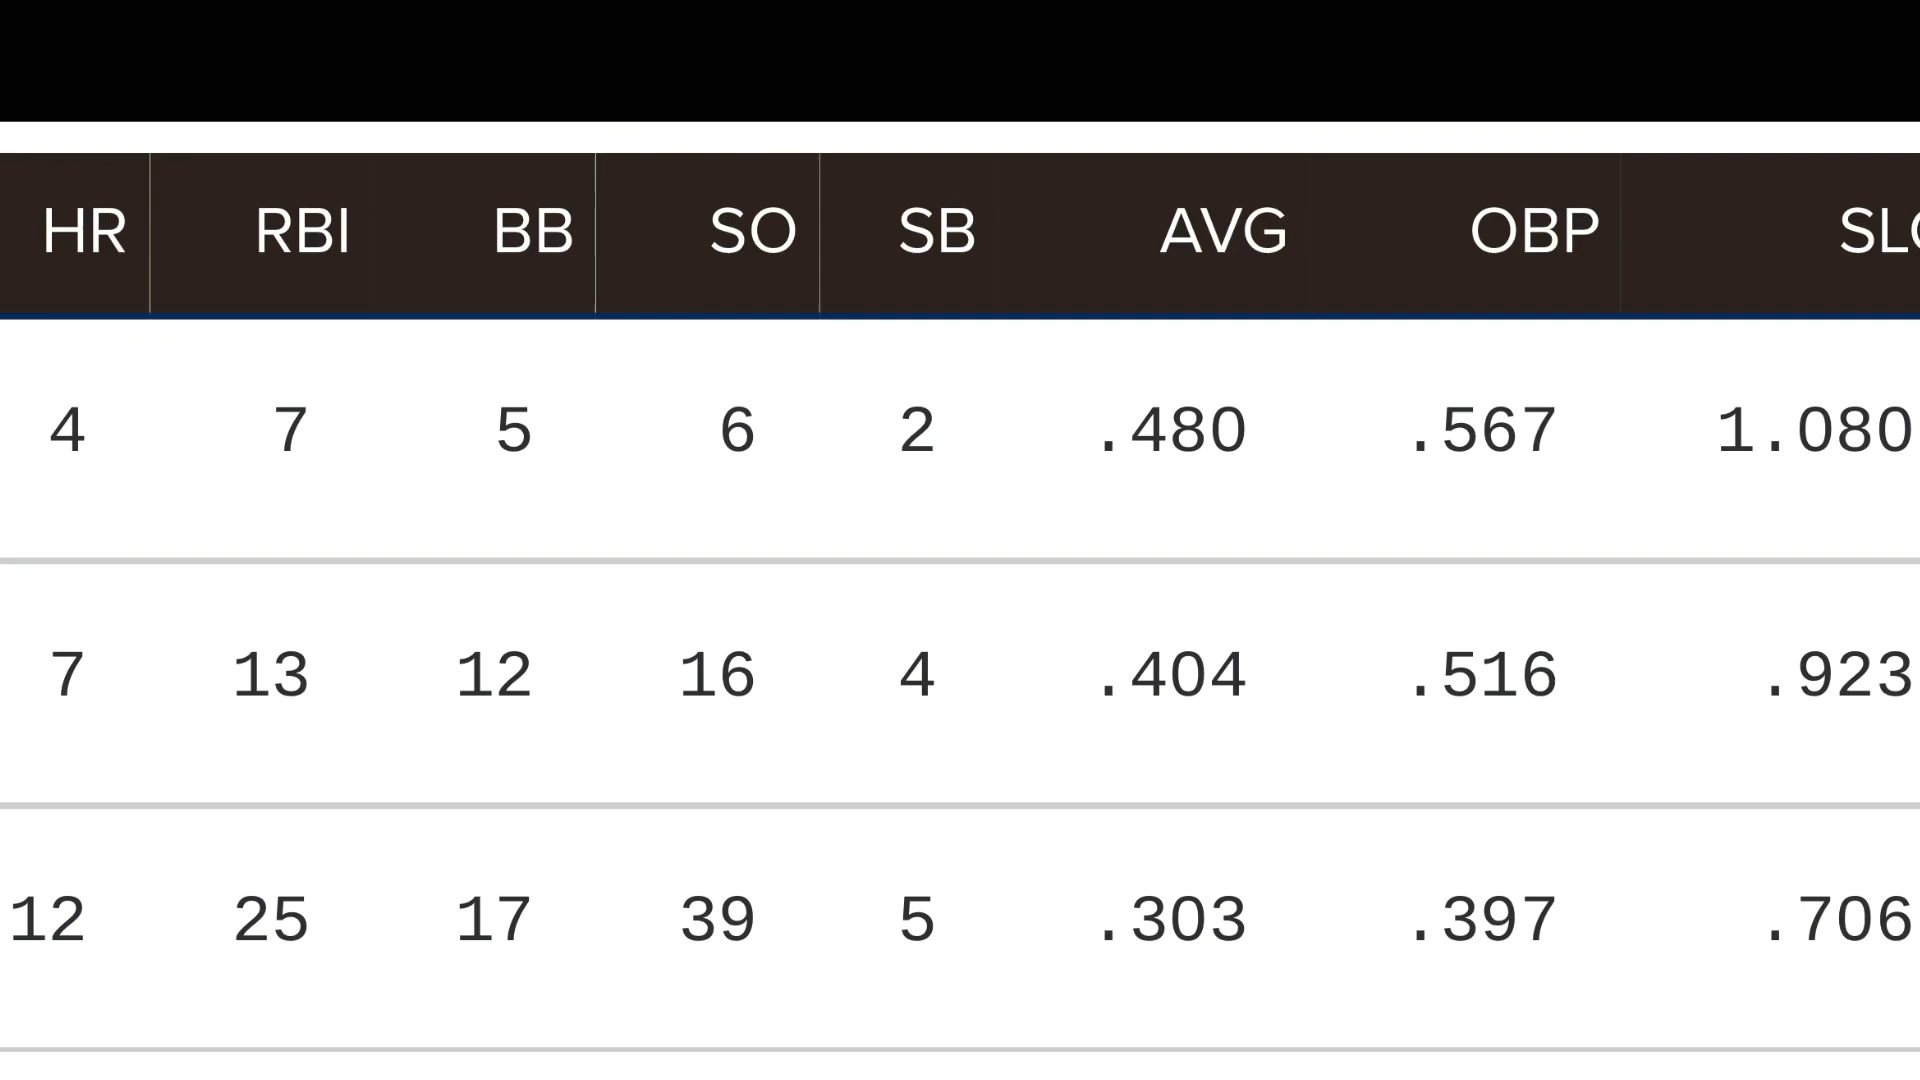 HR RBI BB SO SB AVG OBP SL
4 7 5 6 2 .480 .567 1.080
7 13 12 16 4 .404 .516 .923
12 25 17 39 5 .303 .397 .706